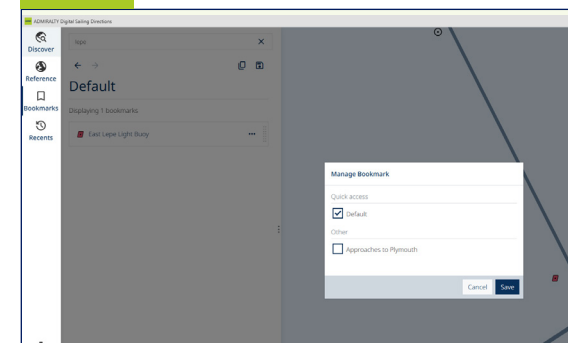 ADMIRALTY Digital Sailing Directions
Discover
Reference
Bookmarks
Recents
lepe
Default
Displaying 1 bookmarks
East Lepe Light Buoy
Manage Bookmark
Quick access
Default
Other
Approaches to Plymouth
Cancel Save